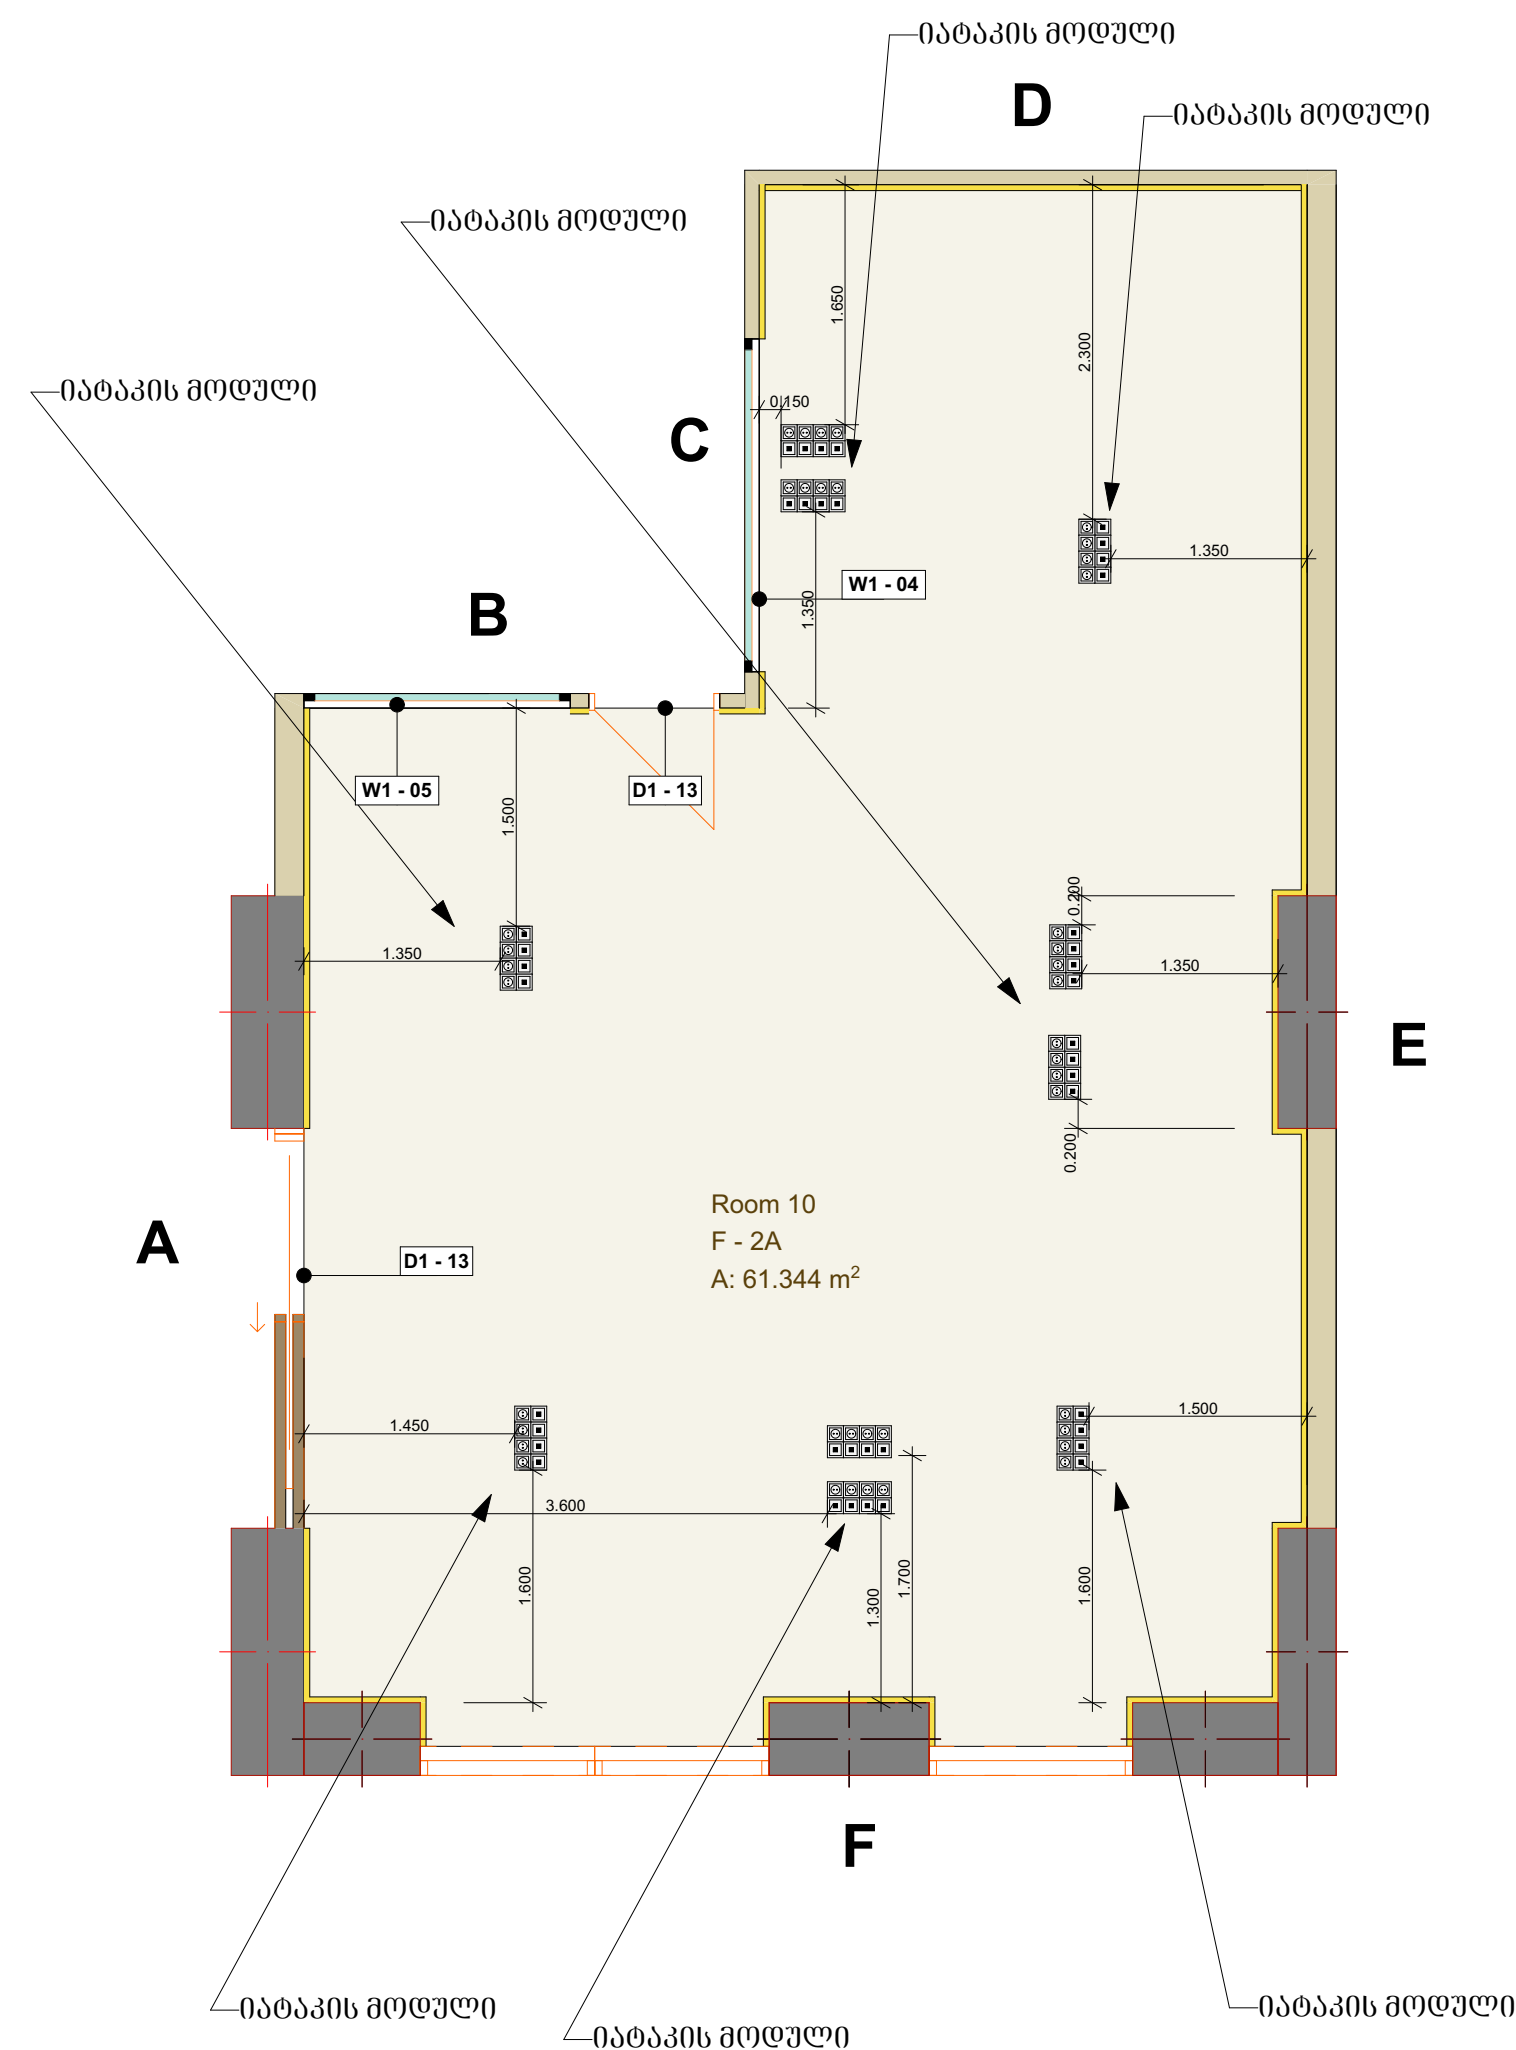 იატაკის მოდული
D
იატაკის მოდული
იატაკის მოდული
1.650
2.300
იატაკის მოდული
0.150
C
1.350
W1 - 04
1.350
B
W1 - 05
D1 - 13
1.500
0.200
1.350
1.350
E
0.200
Room 10
F - 2A
A: 61.344 m²
A
D1 - 13
1.450
1.500
3.600
1.600
1.300
1.700
1.600
F
იატაკის მოდული
იატაკის მოდული
იატაკის მოდული